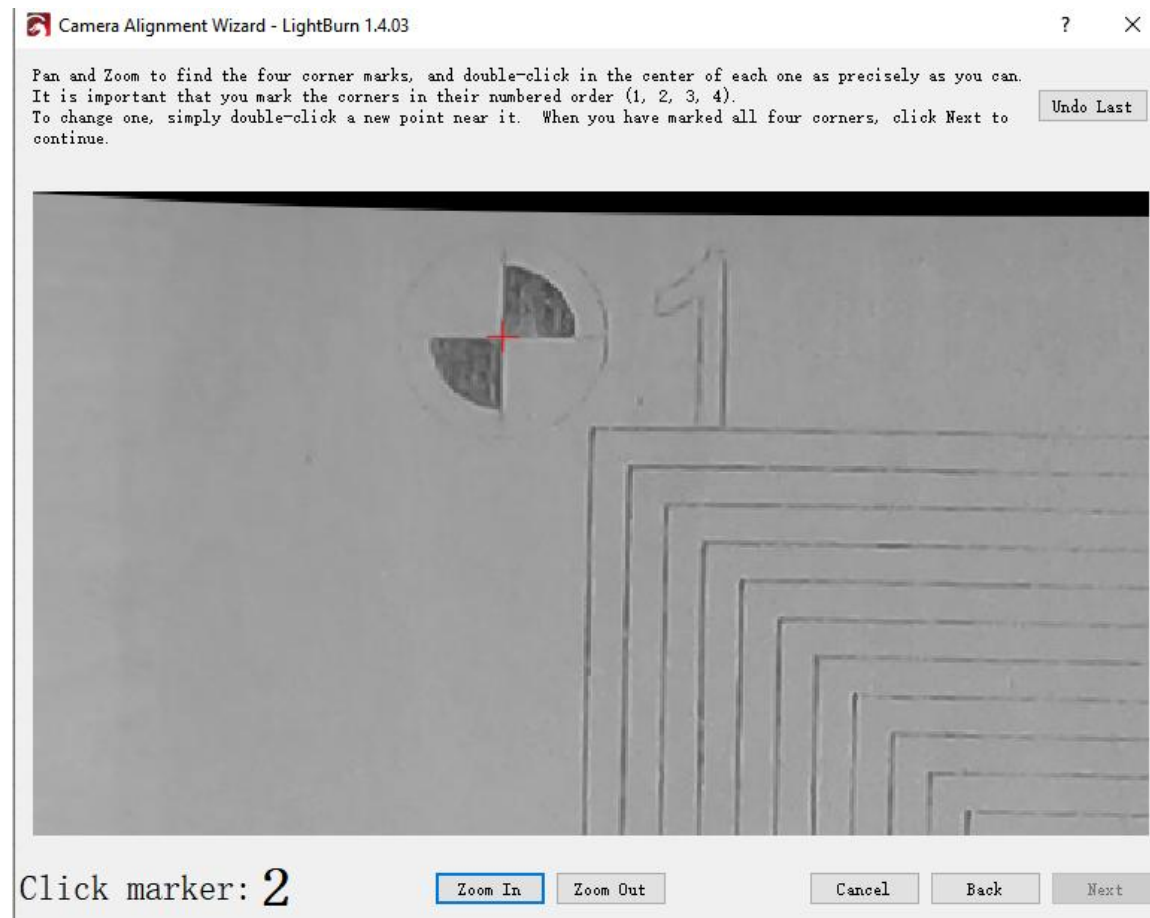 Camera Alignment Wizard - LightBurn 1.4.03
?
Pan and Zoom to find the four corner marks, and double-click in the center of each one as precisely as you can.
It is important that you mark the corners in their numbered order (1, 2, 3, 4).
To change one, simply double-click a new point near it.  When you have marked all four corners, click Next to
continue.
Undo Last
1
Click marker: 2
Zoom In
Zoom Out
Cancel
Back
Next